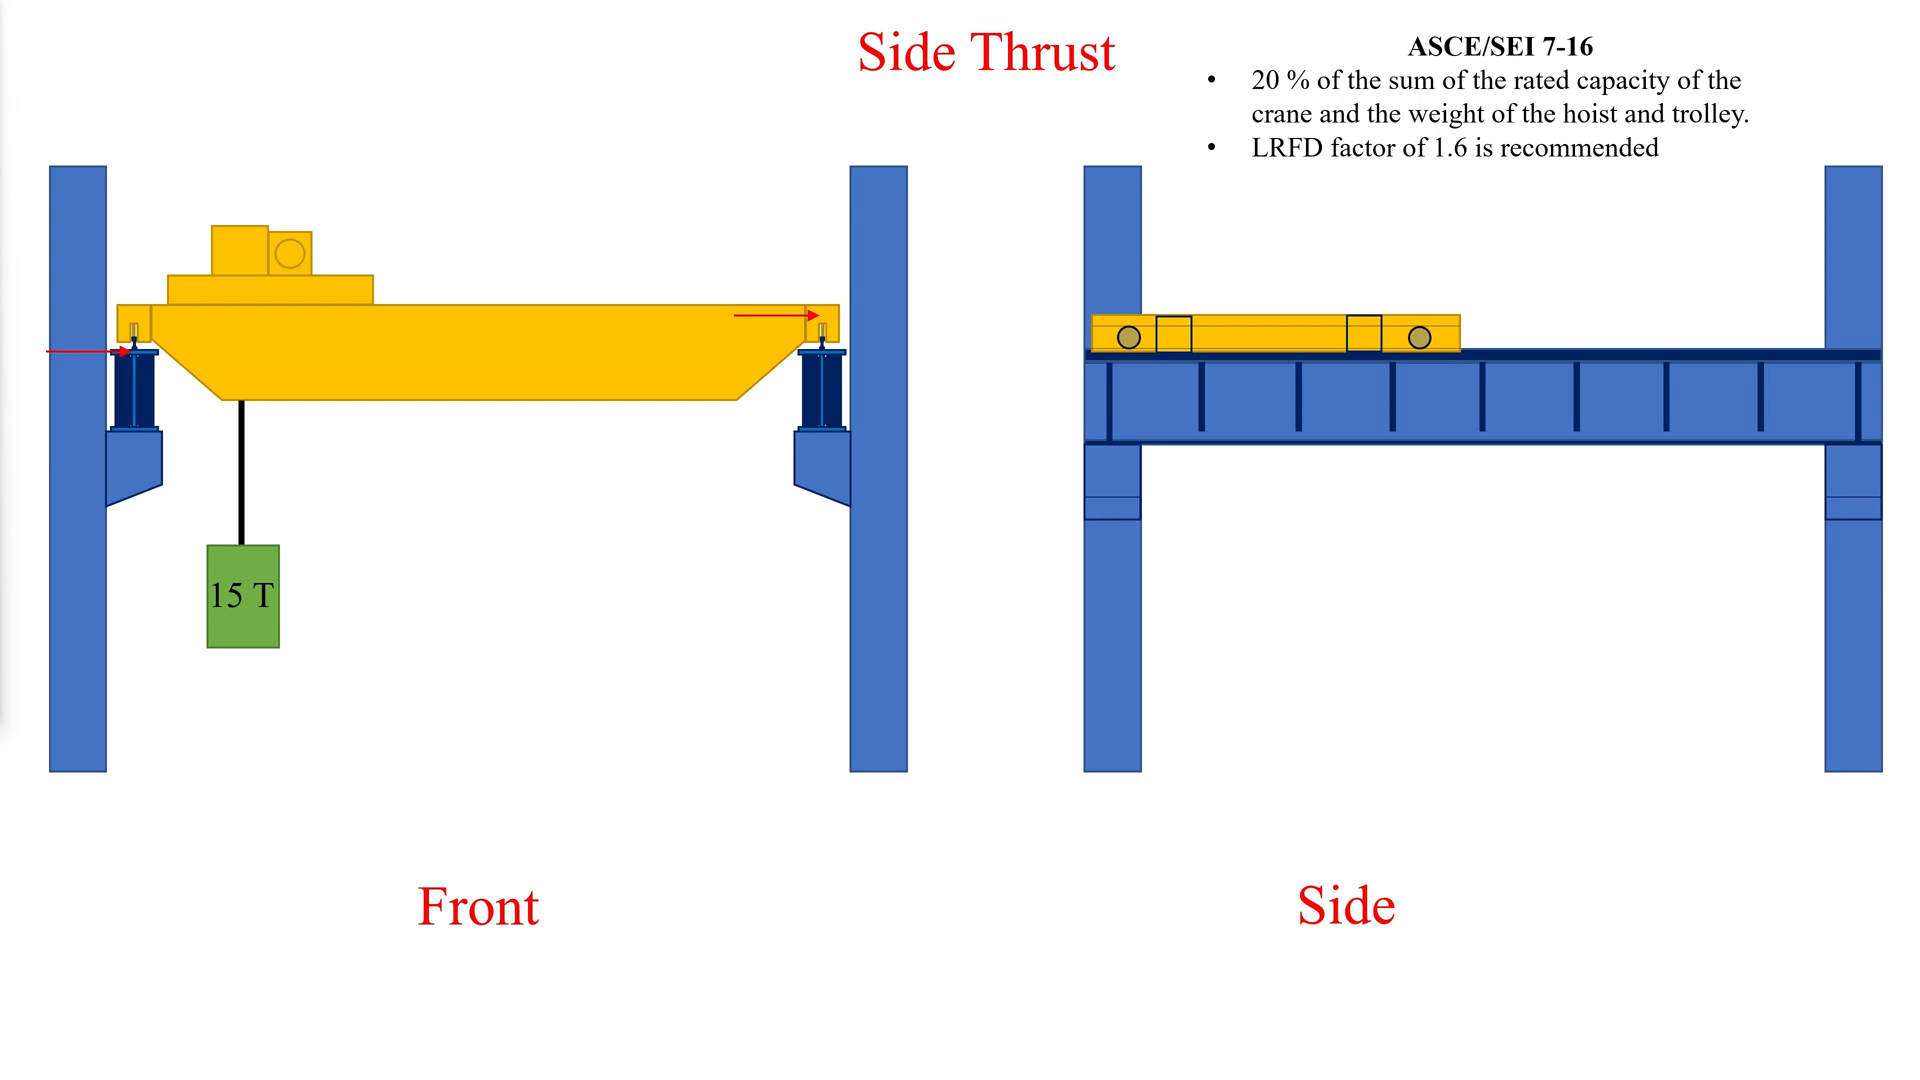 Side Thrust
ASCE/SEI 7-16
• 20 % of the sum of the rated capacity of the
crane and the weight of the hoist and trolley.
• LRFD factor of 1.6 is recommended
15 T
Front
Side